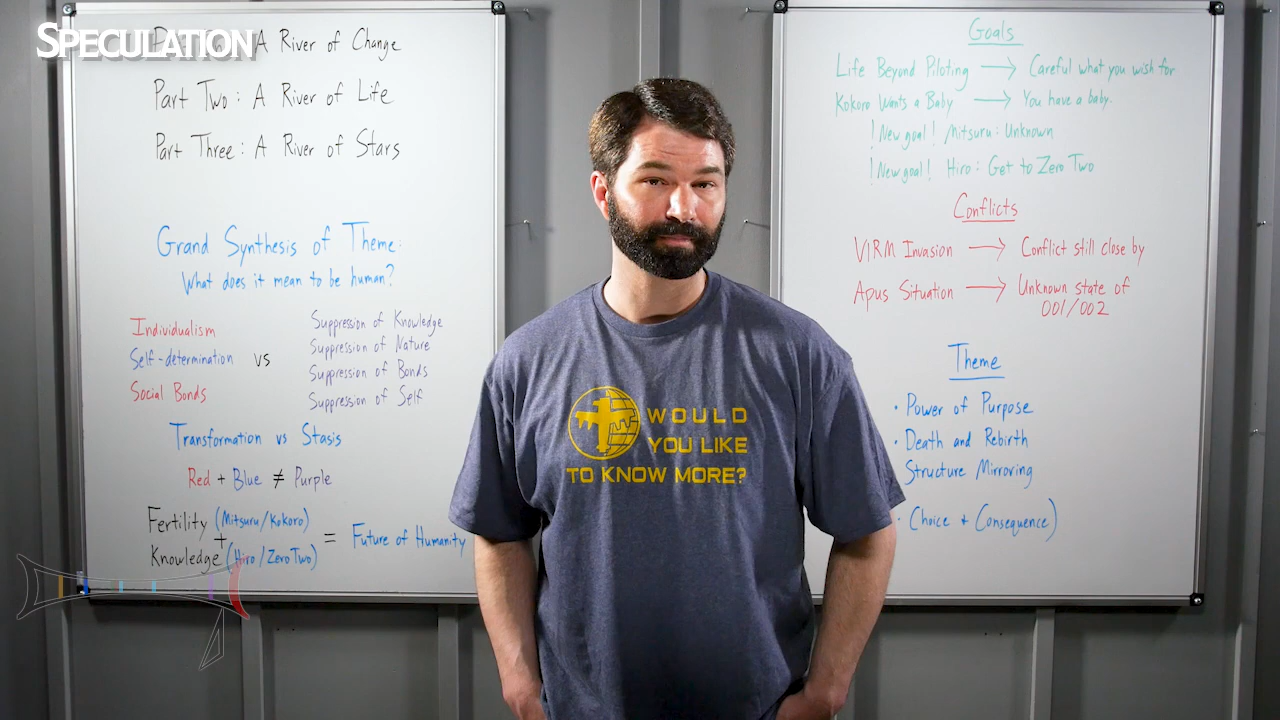 SPECULATION
A River of Change
Part Two: A River of Life
Part Three: A River of Stars
Grand Synthesis of Theme:
What does it mean to be human?
Individualism
Self-determination
Social Bonds
vs
Suppression of Knowledge
Suppression of Nature
Suppression of Bonds
Suppression of Self
Transformation vs Stasis
Red + Blue ≠ Purple
Fertility (Mitsuru/Kokoro)
+
Knowledge (Hiro/Zero Two)
= Future of Humanity
WOULD
YOU LIKE
TO KNOW MORE?
Goals
Life Beyond Piloting → Careful what you wish for
Kokoro Wants a Baby → You have a baby.
! New goal! Mitsuru: Unknown
! New goal! Hiro: Get to Zero Two
Conflicts
VIRM Invasion → Conflict still close by
Apus Situation → Unknown state of
001/002
Theme
• Power of Purpose
• Death and Rebirth
Structure Mirroring
• (Choice + Consequence)